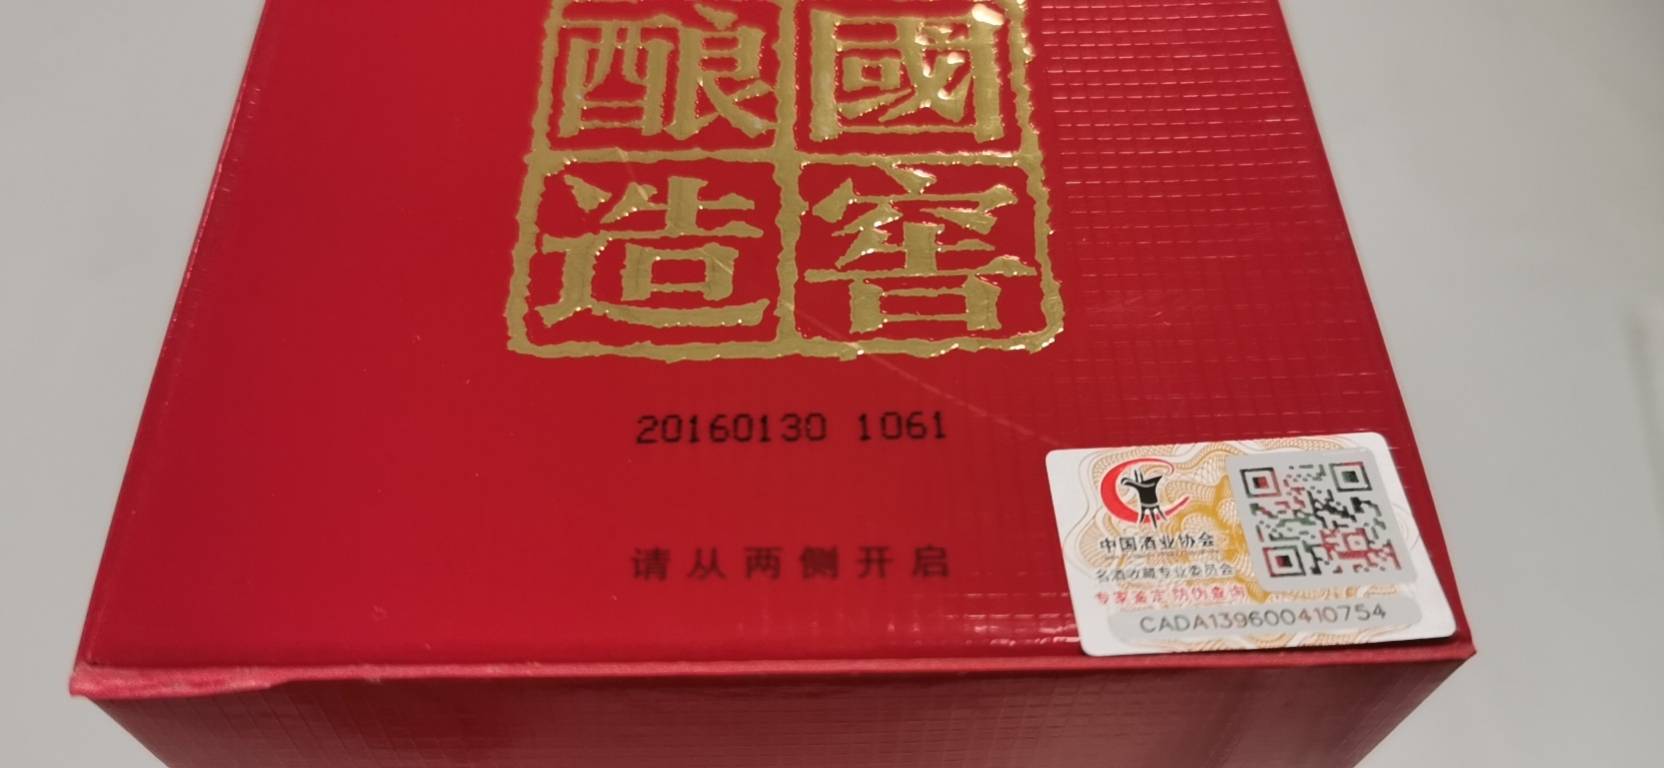 國窖
酿造
20160130 1061
请从两侧开启
中国酒业协会
名酒收藏专业委员会
专家鉴定 防伪查询
CADA139600410754